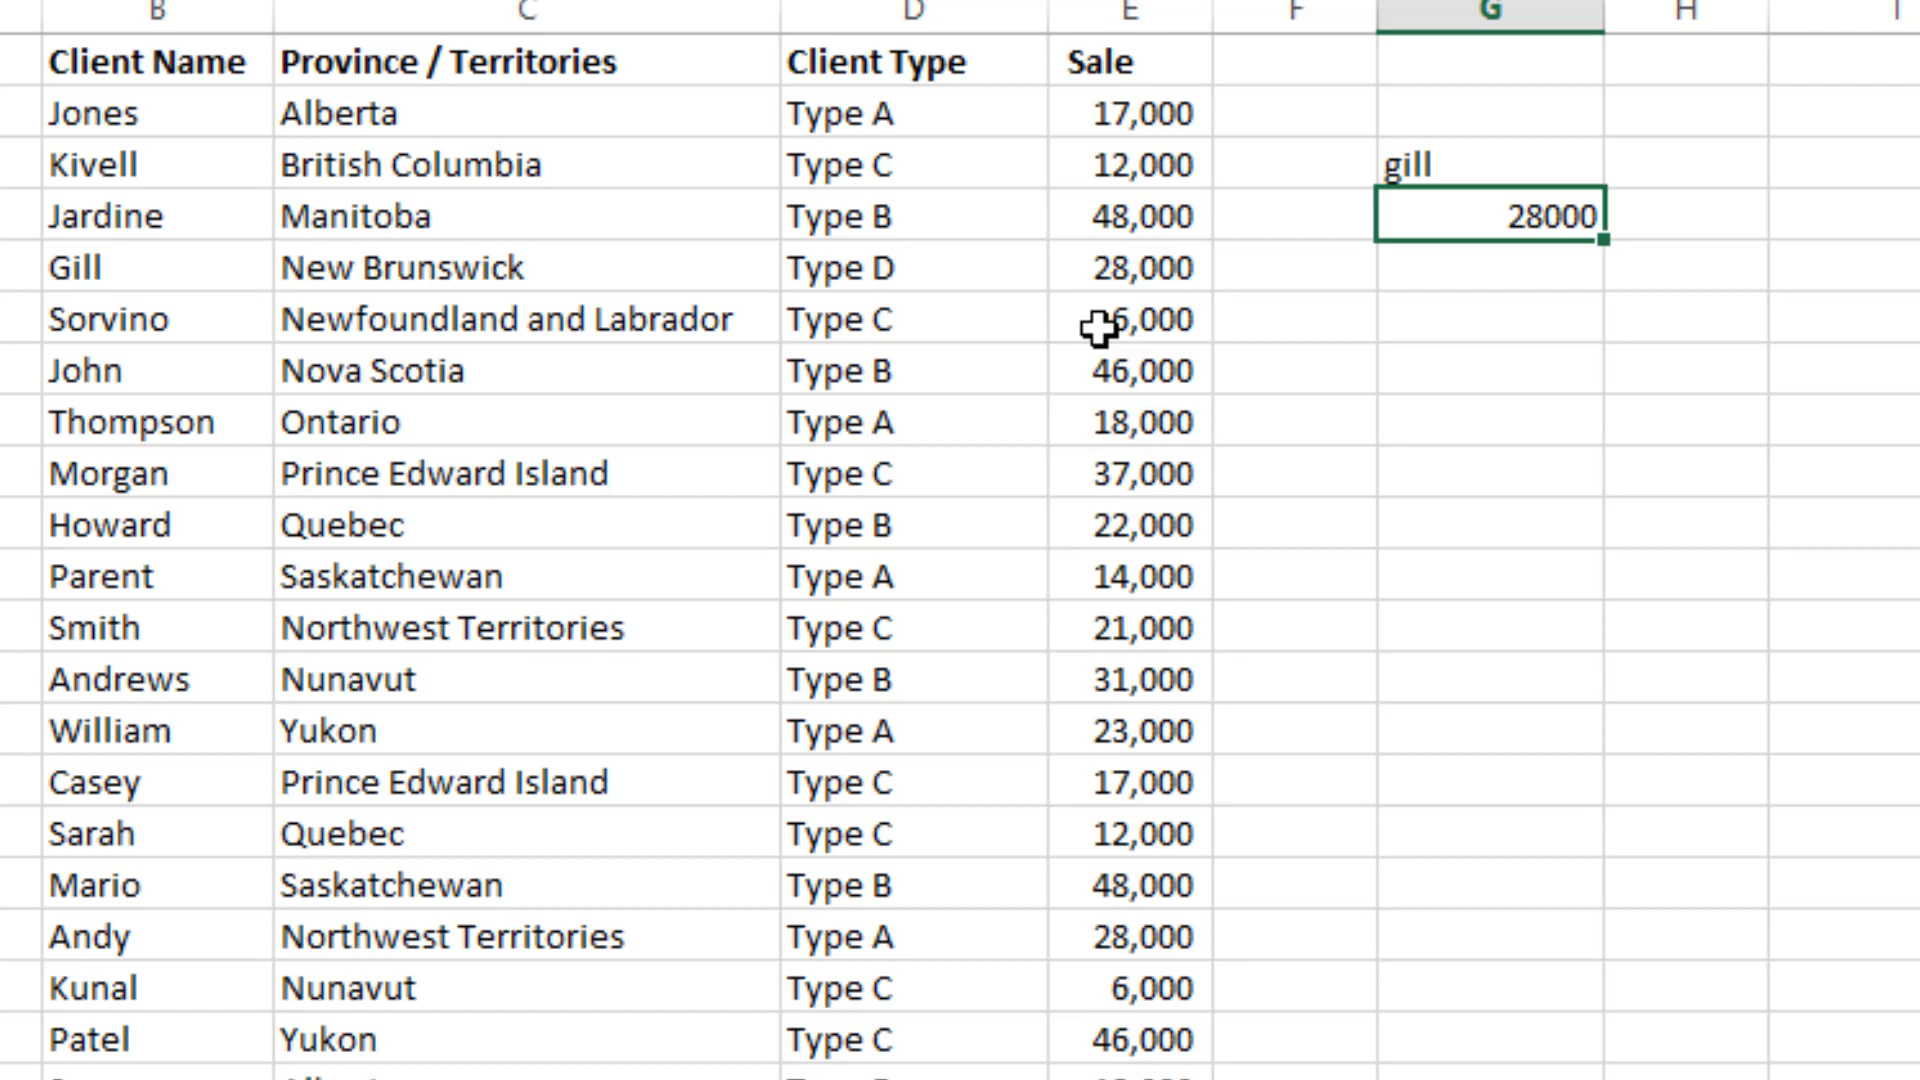 B C D E F G H
Client Name Province / Territories Client Type Sale
Jones Alberta Type A 17,000
Kivell British Columbia Type C 12,000 gill
Jardine Manitoba Type B 48,000 28000
Gill New Brunswick Type D 28,000
Sorvino Newfoundland and Labrador Type C 6,000
John Nova Scotia Type B 46,000
Thompson Ontario Type A 18,000
Morgan Prince Edward Island Type C 37,000
Howard Quebec Type B 22,000
Parent Saskatchewan Type A 14,000
Smith Northwest Territories Type C 21,000
Andrews Nunavut Type B 31,000
William Yukon Type A 23,000
Casey Prince Edward Island Type C 17,000
Sarah Quebec Type C 12,000
Mario Saskatchewan Type B 48,000
Andy Northwest Territories Type A 28,000
Kunal Nunavut Type C 6,000
Patel Yukon Type C 46,000